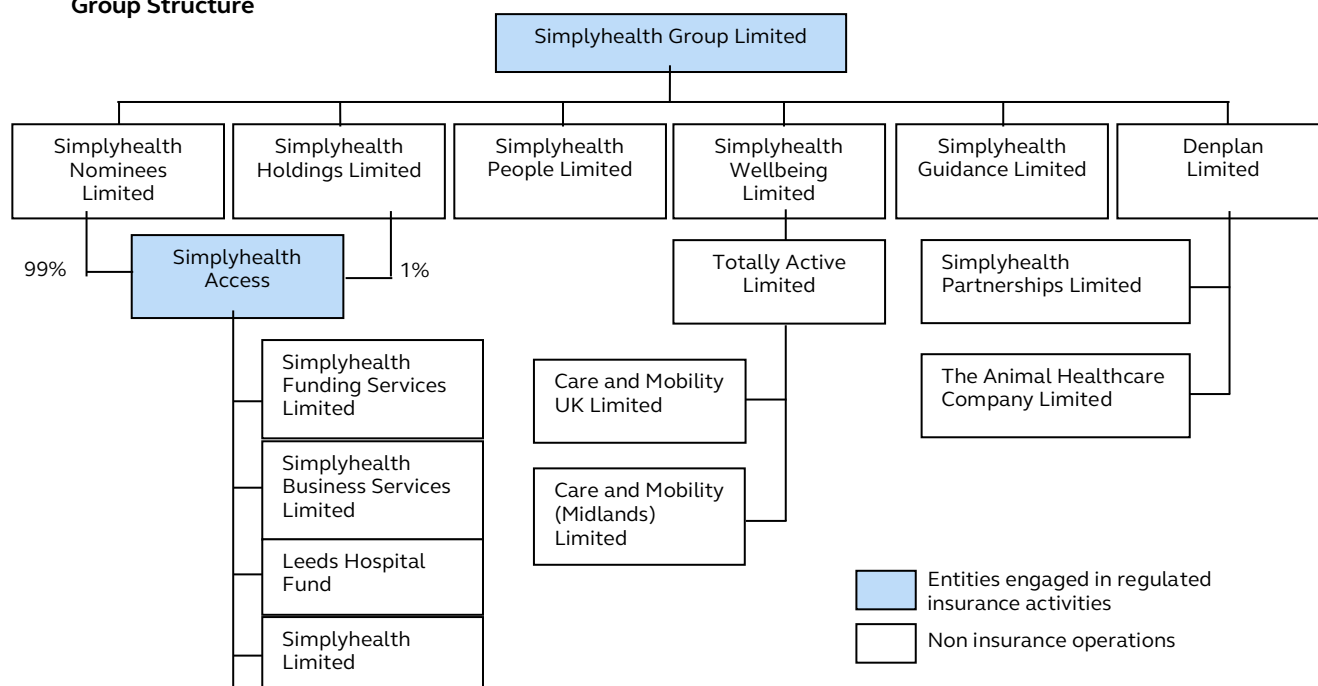 Group Structure
Simplyhealth Group Limited
Simplyhealth
Nominees
Limited
Simplyhealth
Holdings Limited
Simplyhealth
People Limited
Simplyhealth
Wellbeing
Limited
Simplyhealth
Guidance Limited
Denplan
Limited
99%
Simplyhealth
Access
1%
Totally Active
Limited
Simplyhealth
Partnerships Limited
Simplyhealth
Funding Services
Limited
Care and Mobility
UK Limited
The Animal Healthcare
Company Limited
Simplyhealth
Business Services
Limited
Care and Mobility
(Midlands)
Limited
Leeds Hospital
Fund
Simplyhealth
Limited
Entities engaged in regulated
insurance activities
Non insurance operations